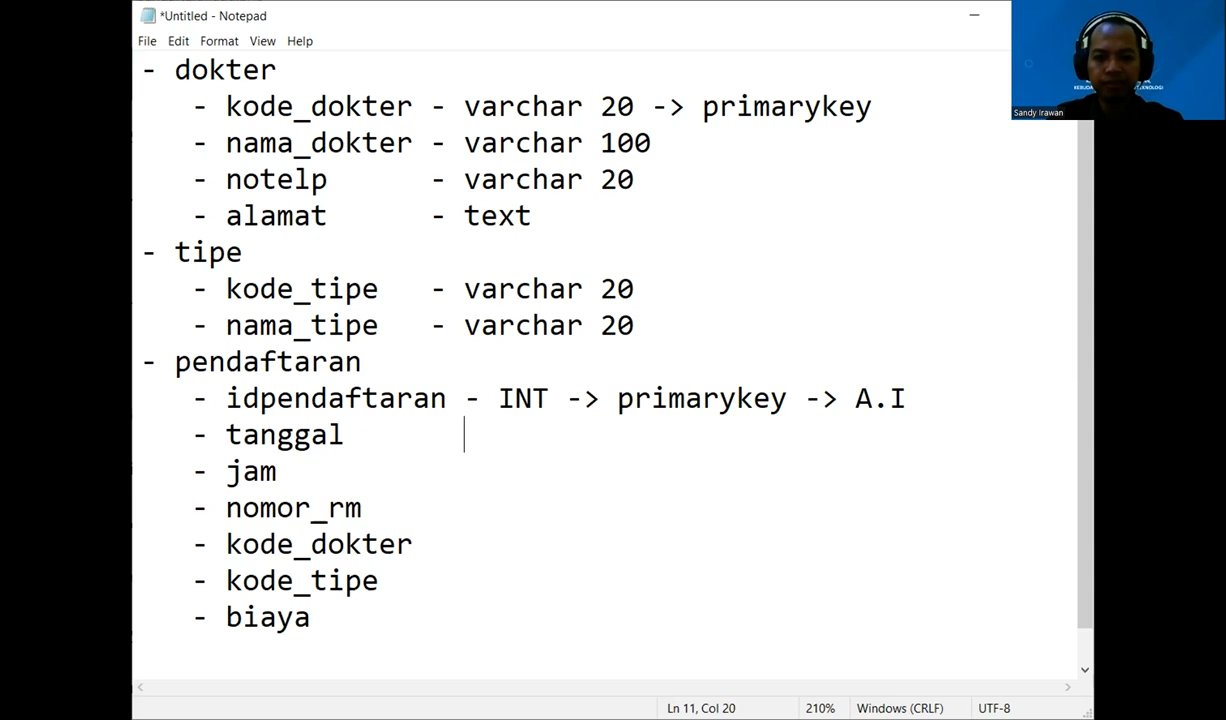 *Untitled - Notepad
File Edit Format View Help
- dokter
- kode_dokter - varchar 20 -> primarykey
- nama_dokter - varchar 100
- notelp - varchar 20
- alamat - text
- tipe
- kode_tipe - varchar 20
- nama_tipe - varchar 20
- pendaftaran
- idpendaftaran - INT -> primarykey -> A.I
- tanggal
- jam
- nomor_rm
- kode_dokter
- kode_tipe
- biaya
Ln 11, Col 20 210% Windows (CRLF) UTF-8
Sandy Irawan